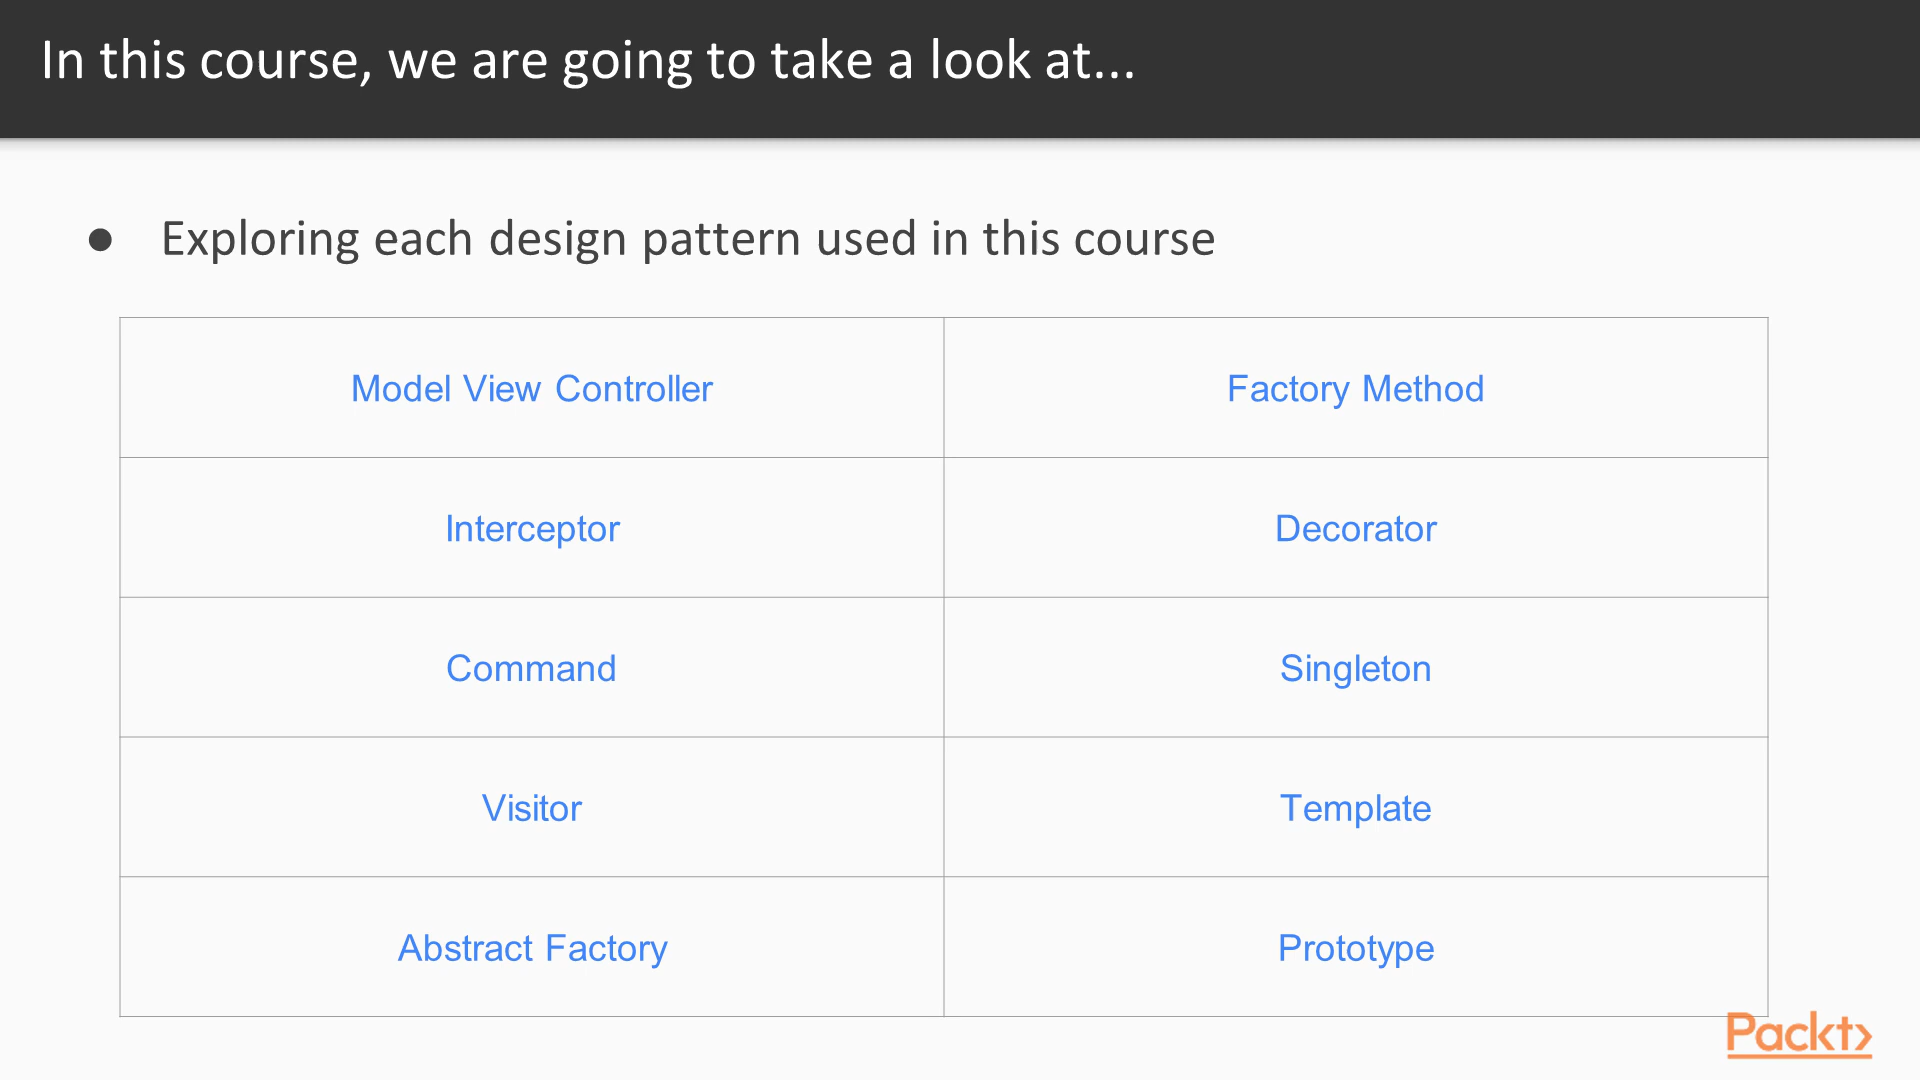 In this course, we are going to take a look at...
● Exploring each design pattern used in this course
Model View Controller
Factory Method
Interceptor
Decorator
Command
Singleton
Visitor
Template
Abstract Factory
Prototype
Packt>